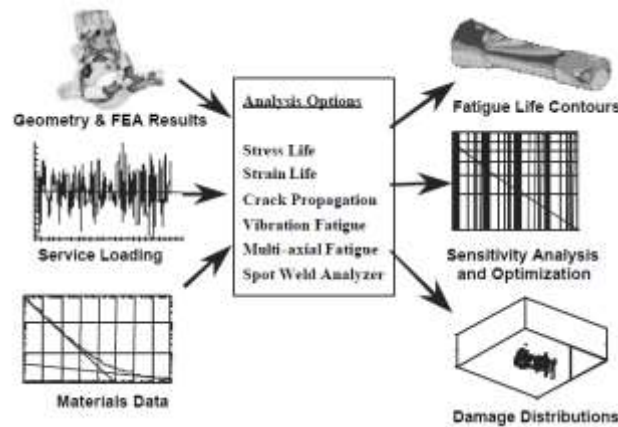 Geometry & FEA Results
Service Loading
Materials Data
Analysis Options
Stress Life
Strain Life
Crack Propagation
Vibration Fatigue
Multi-axial Fatigue
Spot Weld Analyzer
Fatigue Life Contours
Sensitivity Analysis
and Optimization
Damage Distributions